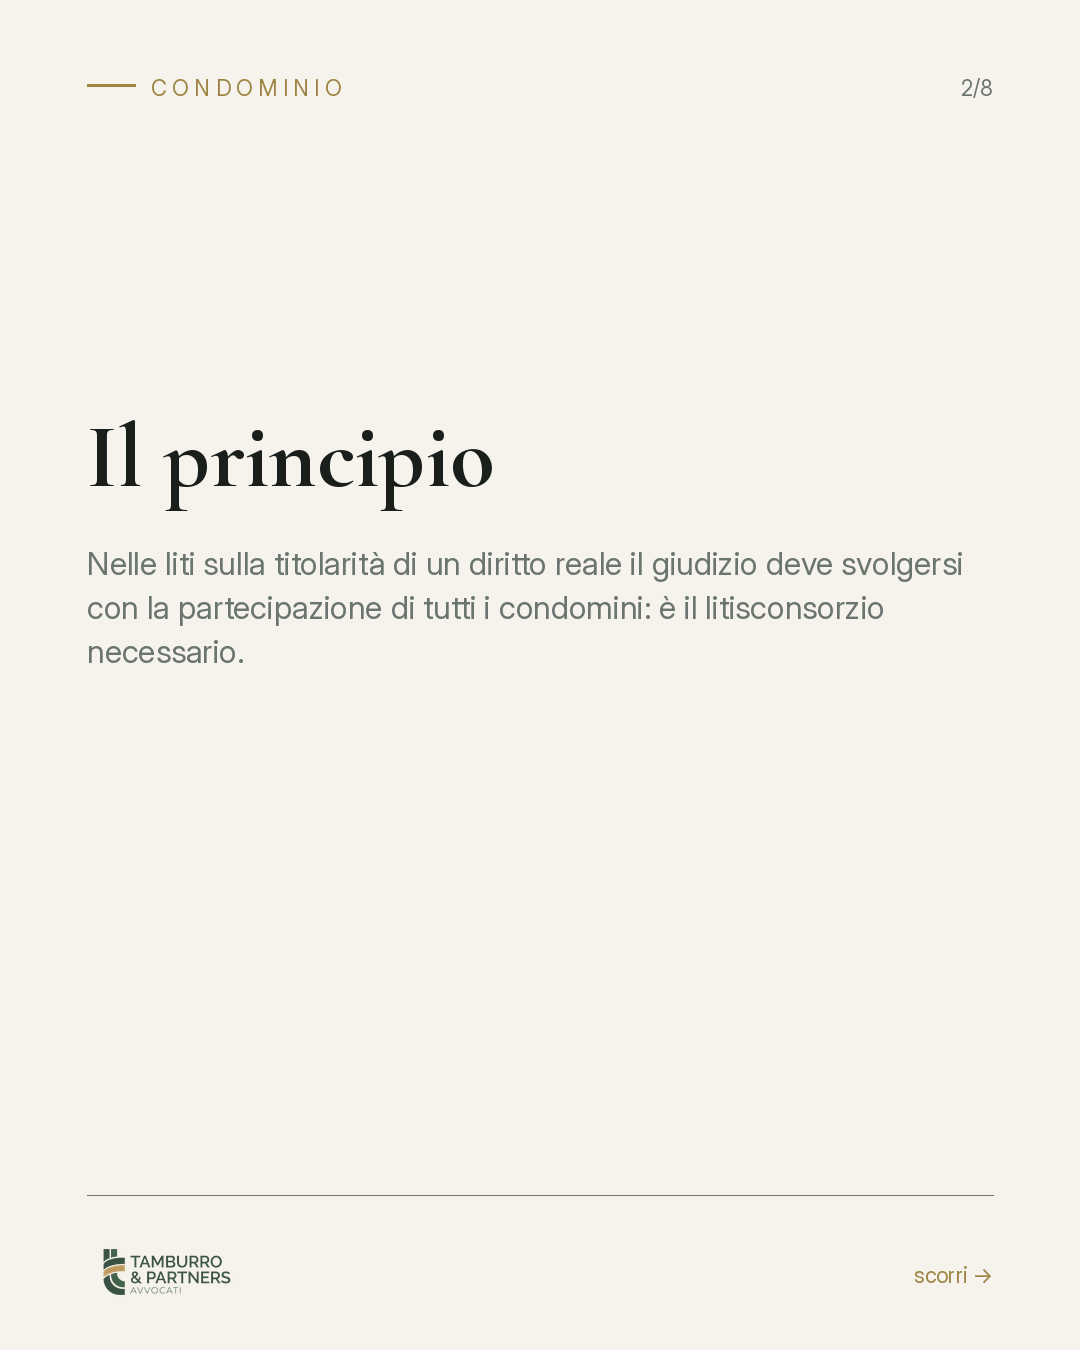 CONDOMINIO
2/8
Il principio
Nelle liti sulla titolarità di un diritto reale il giudizio deve svolgersi
con la partecipazione di tutti i condomini: è il litisconsorzio
necessario.
TAMBURRO
& PARTNERS
AVVOCATI
scorri →